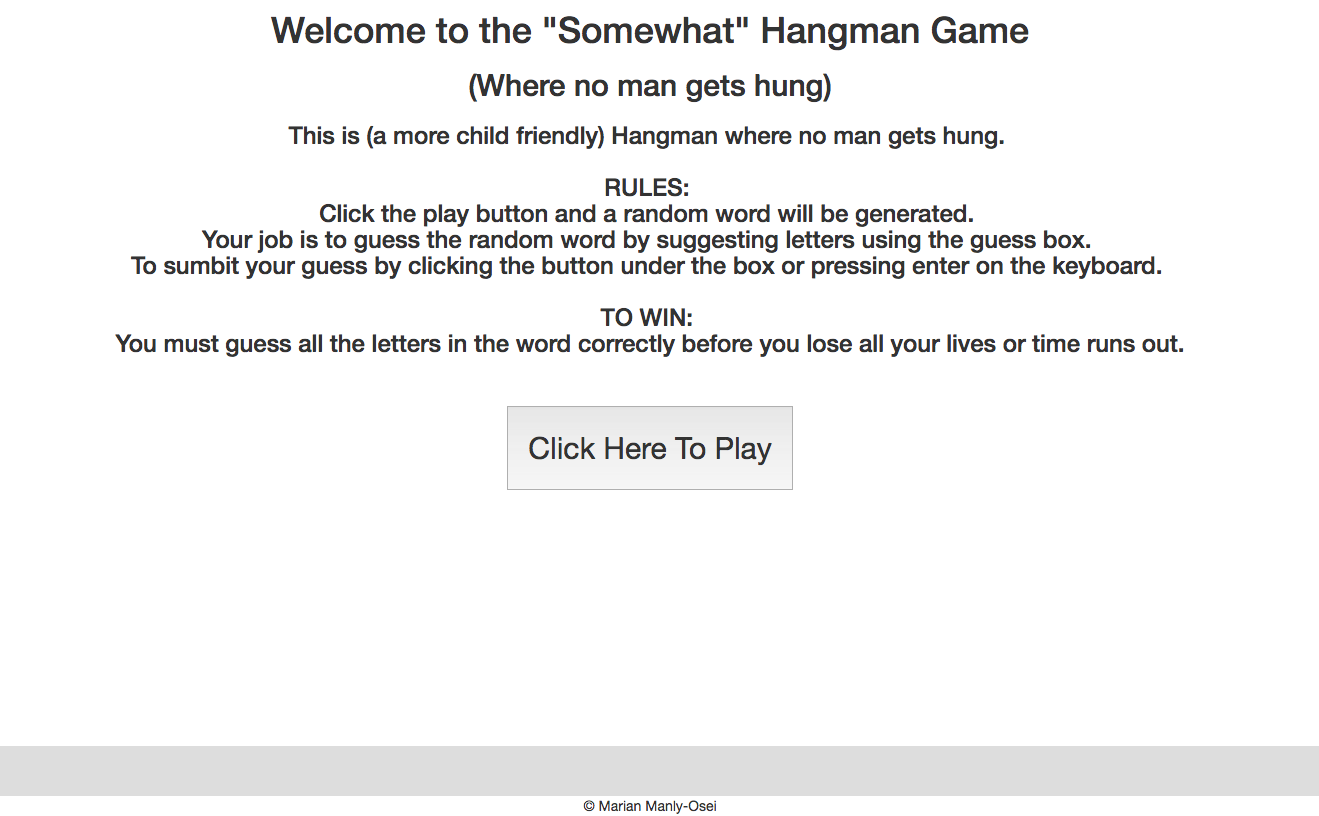 Welcome to the "Somewhat" Hangman Game
(Where no man gets hung)
This is (a more child friendly) Hangman where no man gets hung.
RULES:
Click the play button and a random word will be generated.
Your job is to guess the random word by suggesting letters using the guess box.
To sumbit your guess by clicking the button under the box or pressing enter on the keyboard.
TO WIN:
You must guess all the letters in the word correctly before you lose all your lives or time runs out.
Click Here To Play
© Marian Manly-Osei